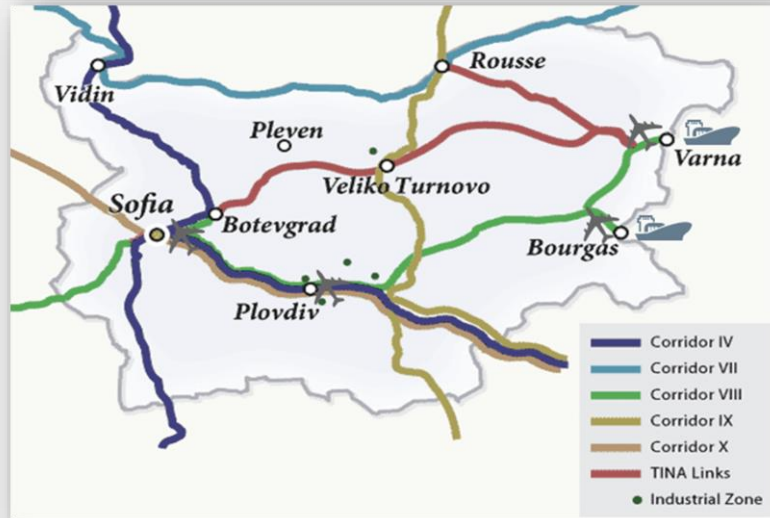 Rousse
Vidin
Pleven
Varna
Veliko Turnovo
Sofia
Botevgrad
Bourgas
Plovdiv
Corridor IV
Corridor VII
Corridor VIII
Corridor IX
Corridor X
TINA Links
Industrial Zone